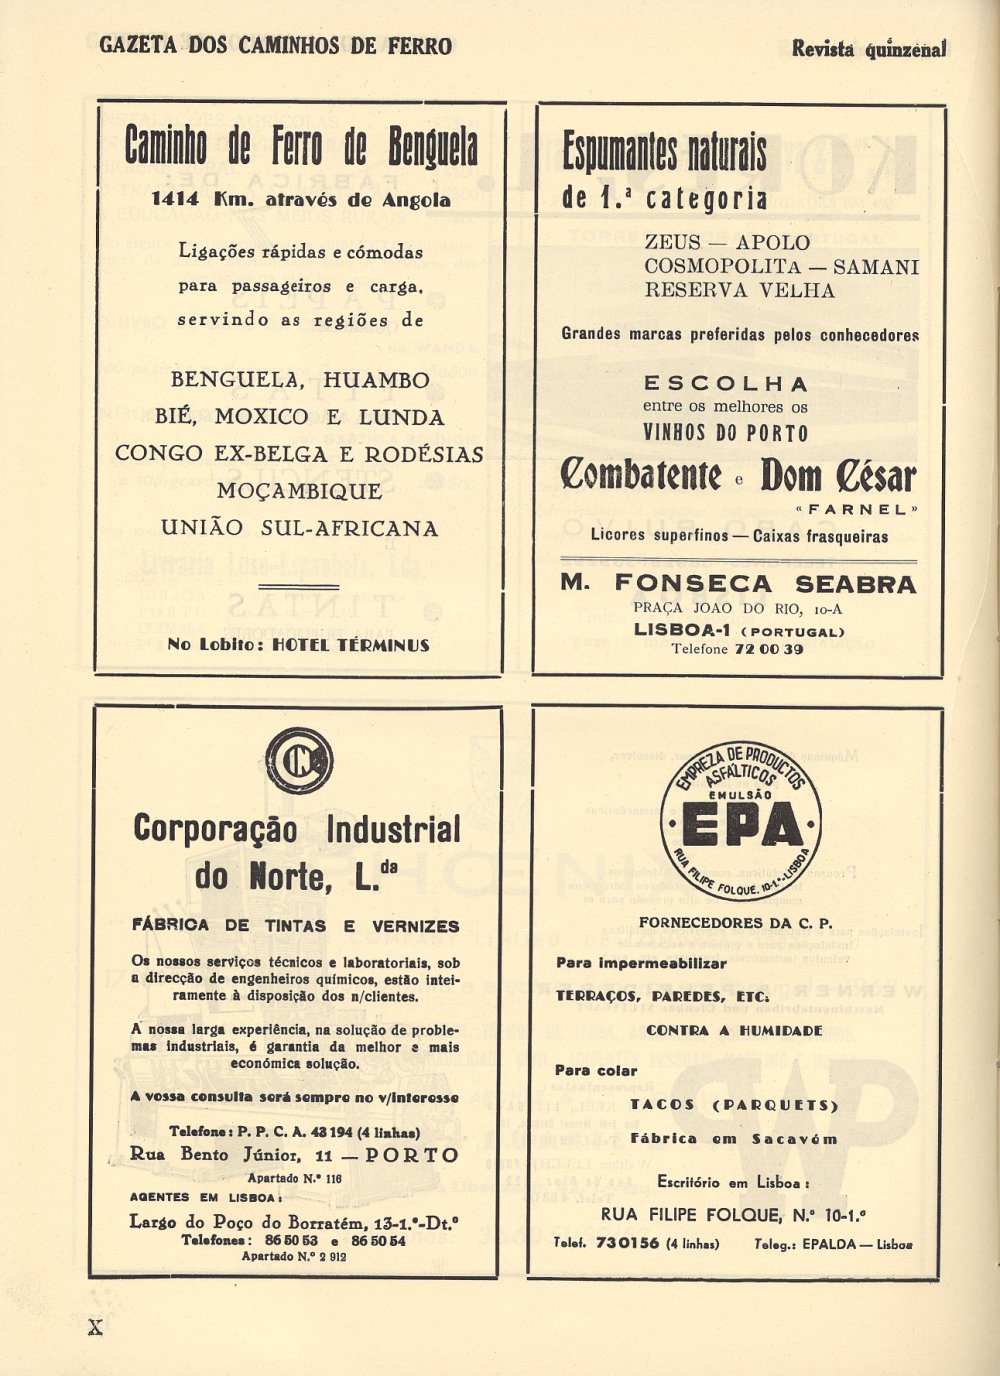 GAZETA DOS CAMINHOS DE FERRO
Revista quinzenal
Caminho de Ferro de Benguela
1414 Km. através de Angola
Ligações rápidas e cómodas
para passageiros e carga,
servindo as regiões de
BENGUELA, HUAMBO
BIÉ, MOXICO E LUNDA
CONGO EX-BELGA E RODÉSIAS
MOÇAMBIQUE
UNIÃO SUL-AFRICANA
No Lobito: HOTEL TÉRMINUS
Espumantes naturais
de 1.ª categoria
ZEUS — APOLO
COSMOPOLITA — SAMANI
RESERVA VELHA
Grandes marcas preferidas pelos conhecedores
ESCOLHA
entre os melhores os
VINHOS DO PORTO
Combatente e Dom César
«FARNEL»
Licores superfinos — Caixas frasqueiras
M. FONSECA SEABRA
PRAÇA JOAO DO RIO, 10-A
LISBOA-1 (PORTUGAL)
Telefone 72 00 39
CIN
Corporação Industrial
do Norte, L.da
FÁBRICA DE TINTAS E VERNIZES
Os nossos serviços técnicos e laboratoriais, sob
a direcção de engenheiros químicos, estão intei-
ramente à disposição dos n/clientes.
A nossa larga experiência, na solução de proble-
mas industriais, é garantia da melhor e mais
económica solução.
A vossa consulta será sempre no v/interesse
Telefone: P. P. C. A. 43194 (4 linhas)
Rua Bento Júnior, 11 — PORTO
Apartado N.º 116
AGENTES EM LISBOA:
Largo do Poço do Borratém, 13-1.º-Dt.º
Telefones: 86 50 53 e 86 50 54
Apartado N.º 2 912
EMPREZA DE PRODUCTOS
ASFÁLTICOS
EMULSÃO
EPA
RUA FILIPE FOLQUE, 10-1.º-LISBOA
FORNECEDORES DA C. P.
Para impermeabilizar
TERRAÇOS, PAREDES, ETC.
CONTRA A HUMIDADE
Para colar
TACOS (PARQUETS)
Fábrica em Sacavém
Escritório em Lisboa:
RUA FILIPE FOLQUE, N.º 10-1.º
Telef. 730156 (4 linhas) Teleg.: EPALDA — Lisboa
X